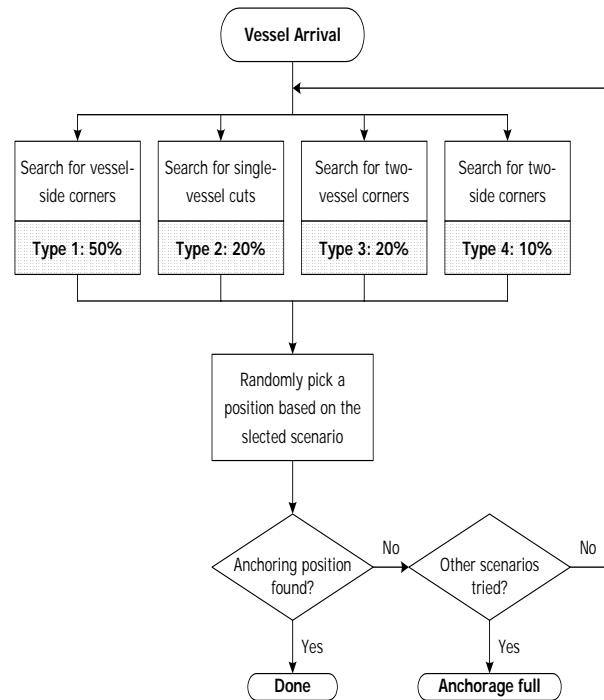 Vessel Arrival
Search for vessel-
side corners
Type 1: 50%
Search for single-
vessel cuts
Type 2: 20%
Search for two-
vessel corners
Type 3: 20%
Search for two-
side corners
Type 4: 10%
Randomly pick a
position based on the
slected scenario
Anchoring position
found?
No
Other scenarios
tried?
No
Yes
Yes
Done
Anchorage full